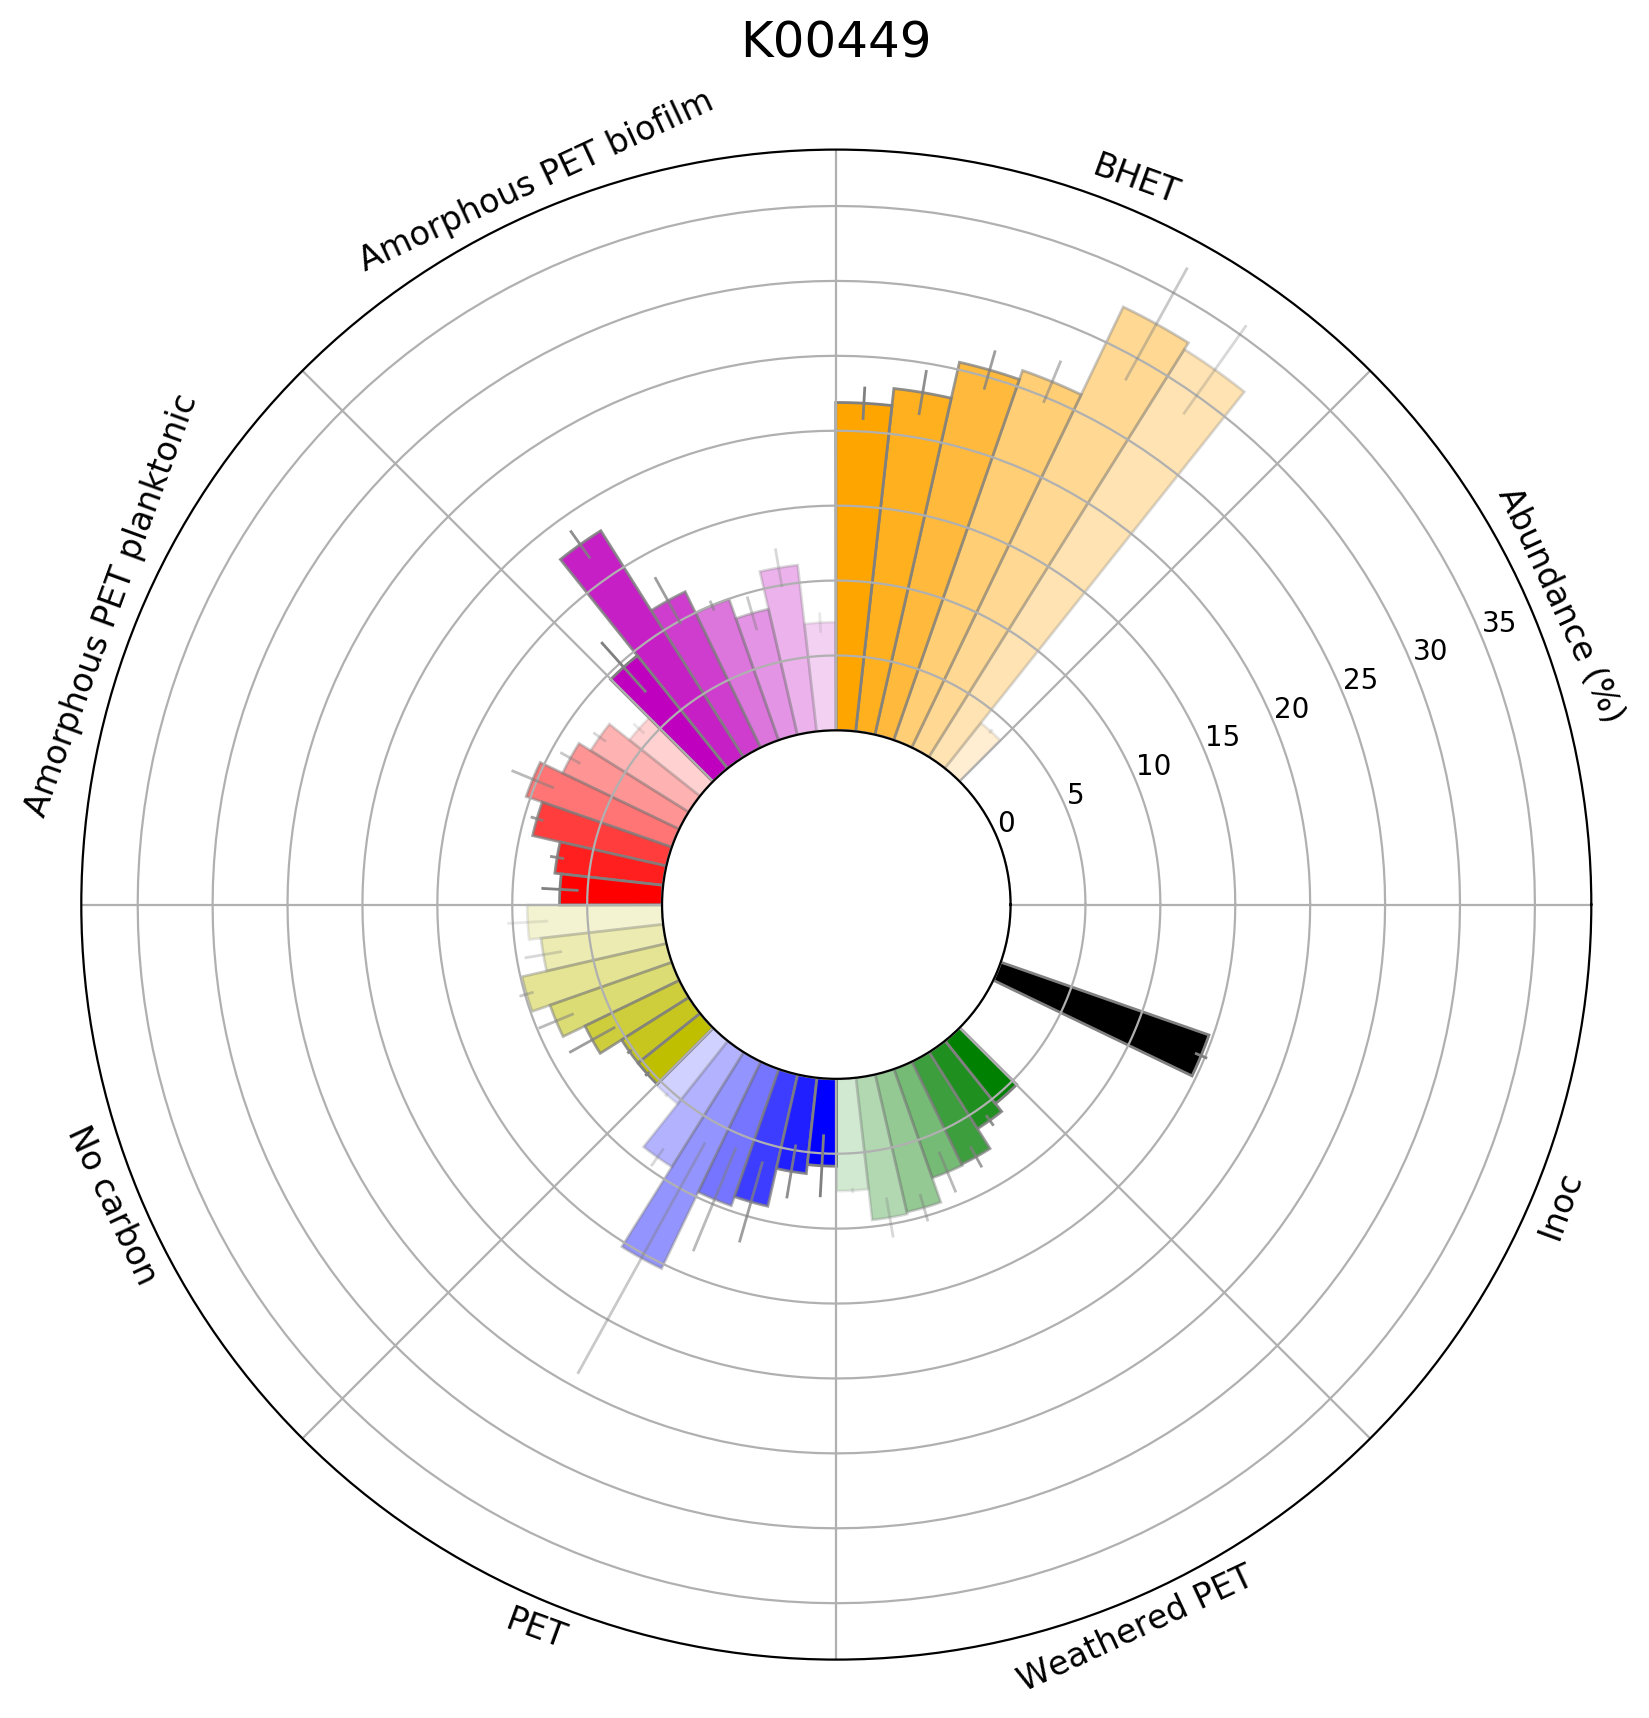 K00449
Amorphous PET biofilm
BHET
Amorphous PET planktonic
Abundance (%)
35
30
25
20
15
10
5
0
No carbon
Inoc
PET
Weathered PET